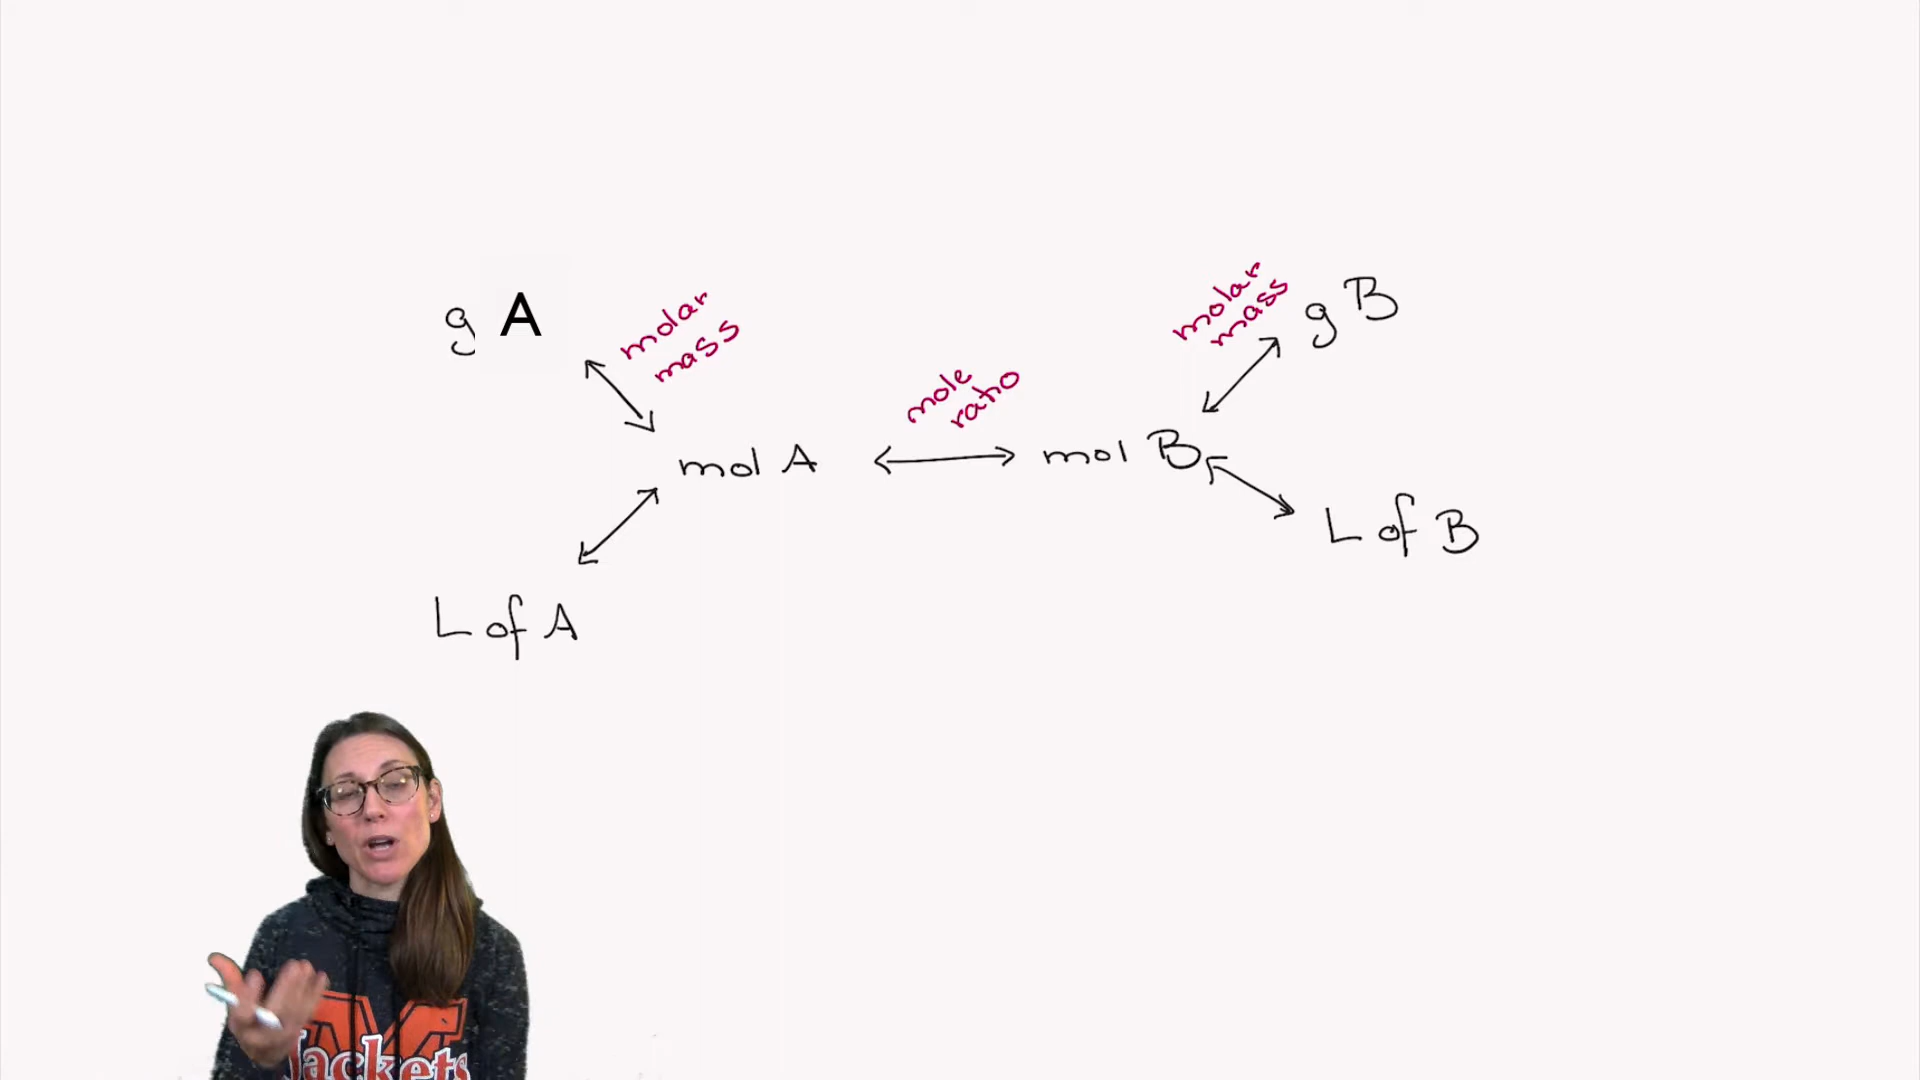 g A
molar
mass
mole
ratio
molar
mass
g B
mol A
mol B
L of A
L of B
M
Jackets